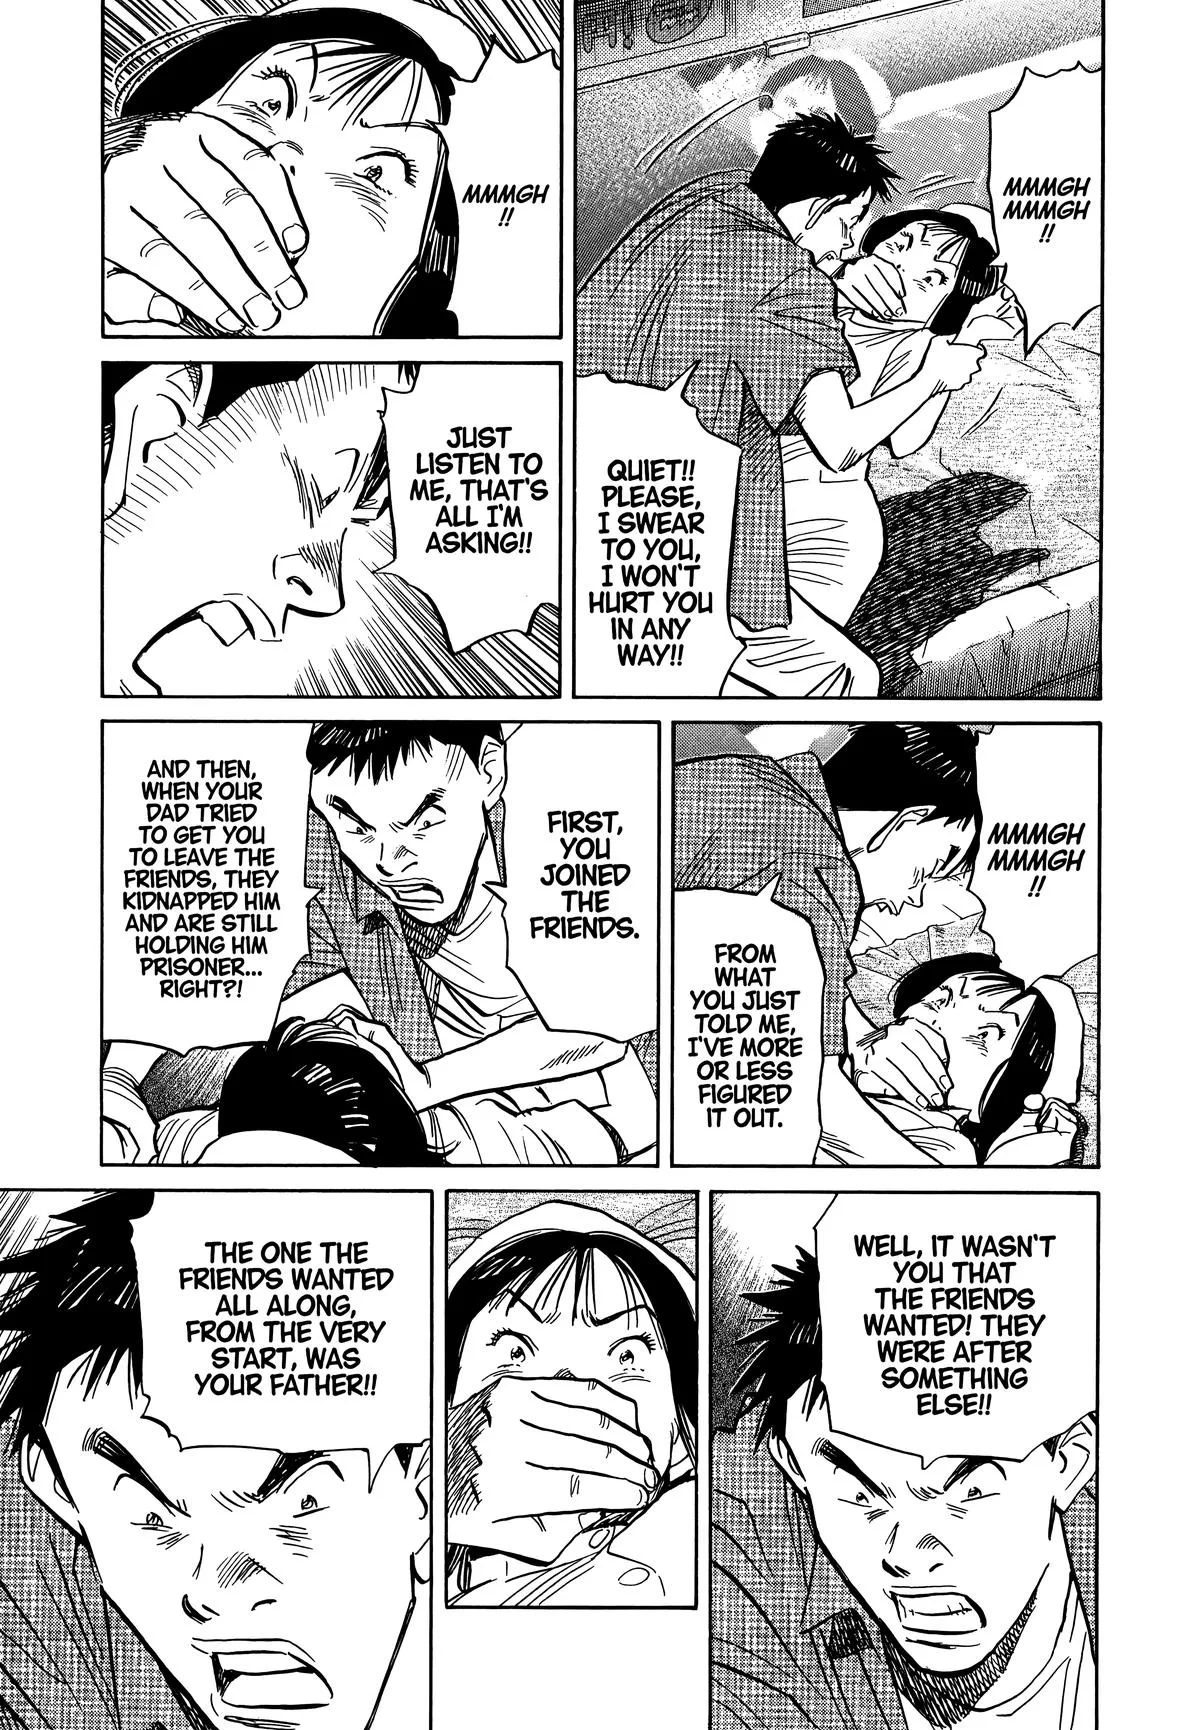 MMMGH
MMMGH
!!
QUIET!!
PLEASE,
I SWEAR
TO YOU,
I WON'T
HURT YOU
IN ANY
WAY!!
MMMGH
!!
JUST
LISTEN TO
ME, THAT'S
ALL I'M
ASKING!!
MMMGH
MMMGH
!!
FROM
WHAT
YOU JUST
TOLD ME,
I'VE MORE
OR LESS
FIGURED
IT OUT.
FIRST,
YOU
JOINED
THE
FRIENDS.
AND THEN,
WHEN YOUR
DAD TRIED
TO GET YOU
TO LEAVE THE
FRIENDS, THEY
KIDNAPPED HIM
AND ARE STILL
HOLDING HIM
PRISONER...
RIGHT?!
WELL, IT WASN'T
YOU THAT
THE FRIENDS
WANTED! THEY
WERE AFTER
SOMETHING
ELSE!!
THE ONE THE
FRIENDS WANTED
ALL ALONG,
FROM THE VERY
START, WAS
YOUR FATHER!!